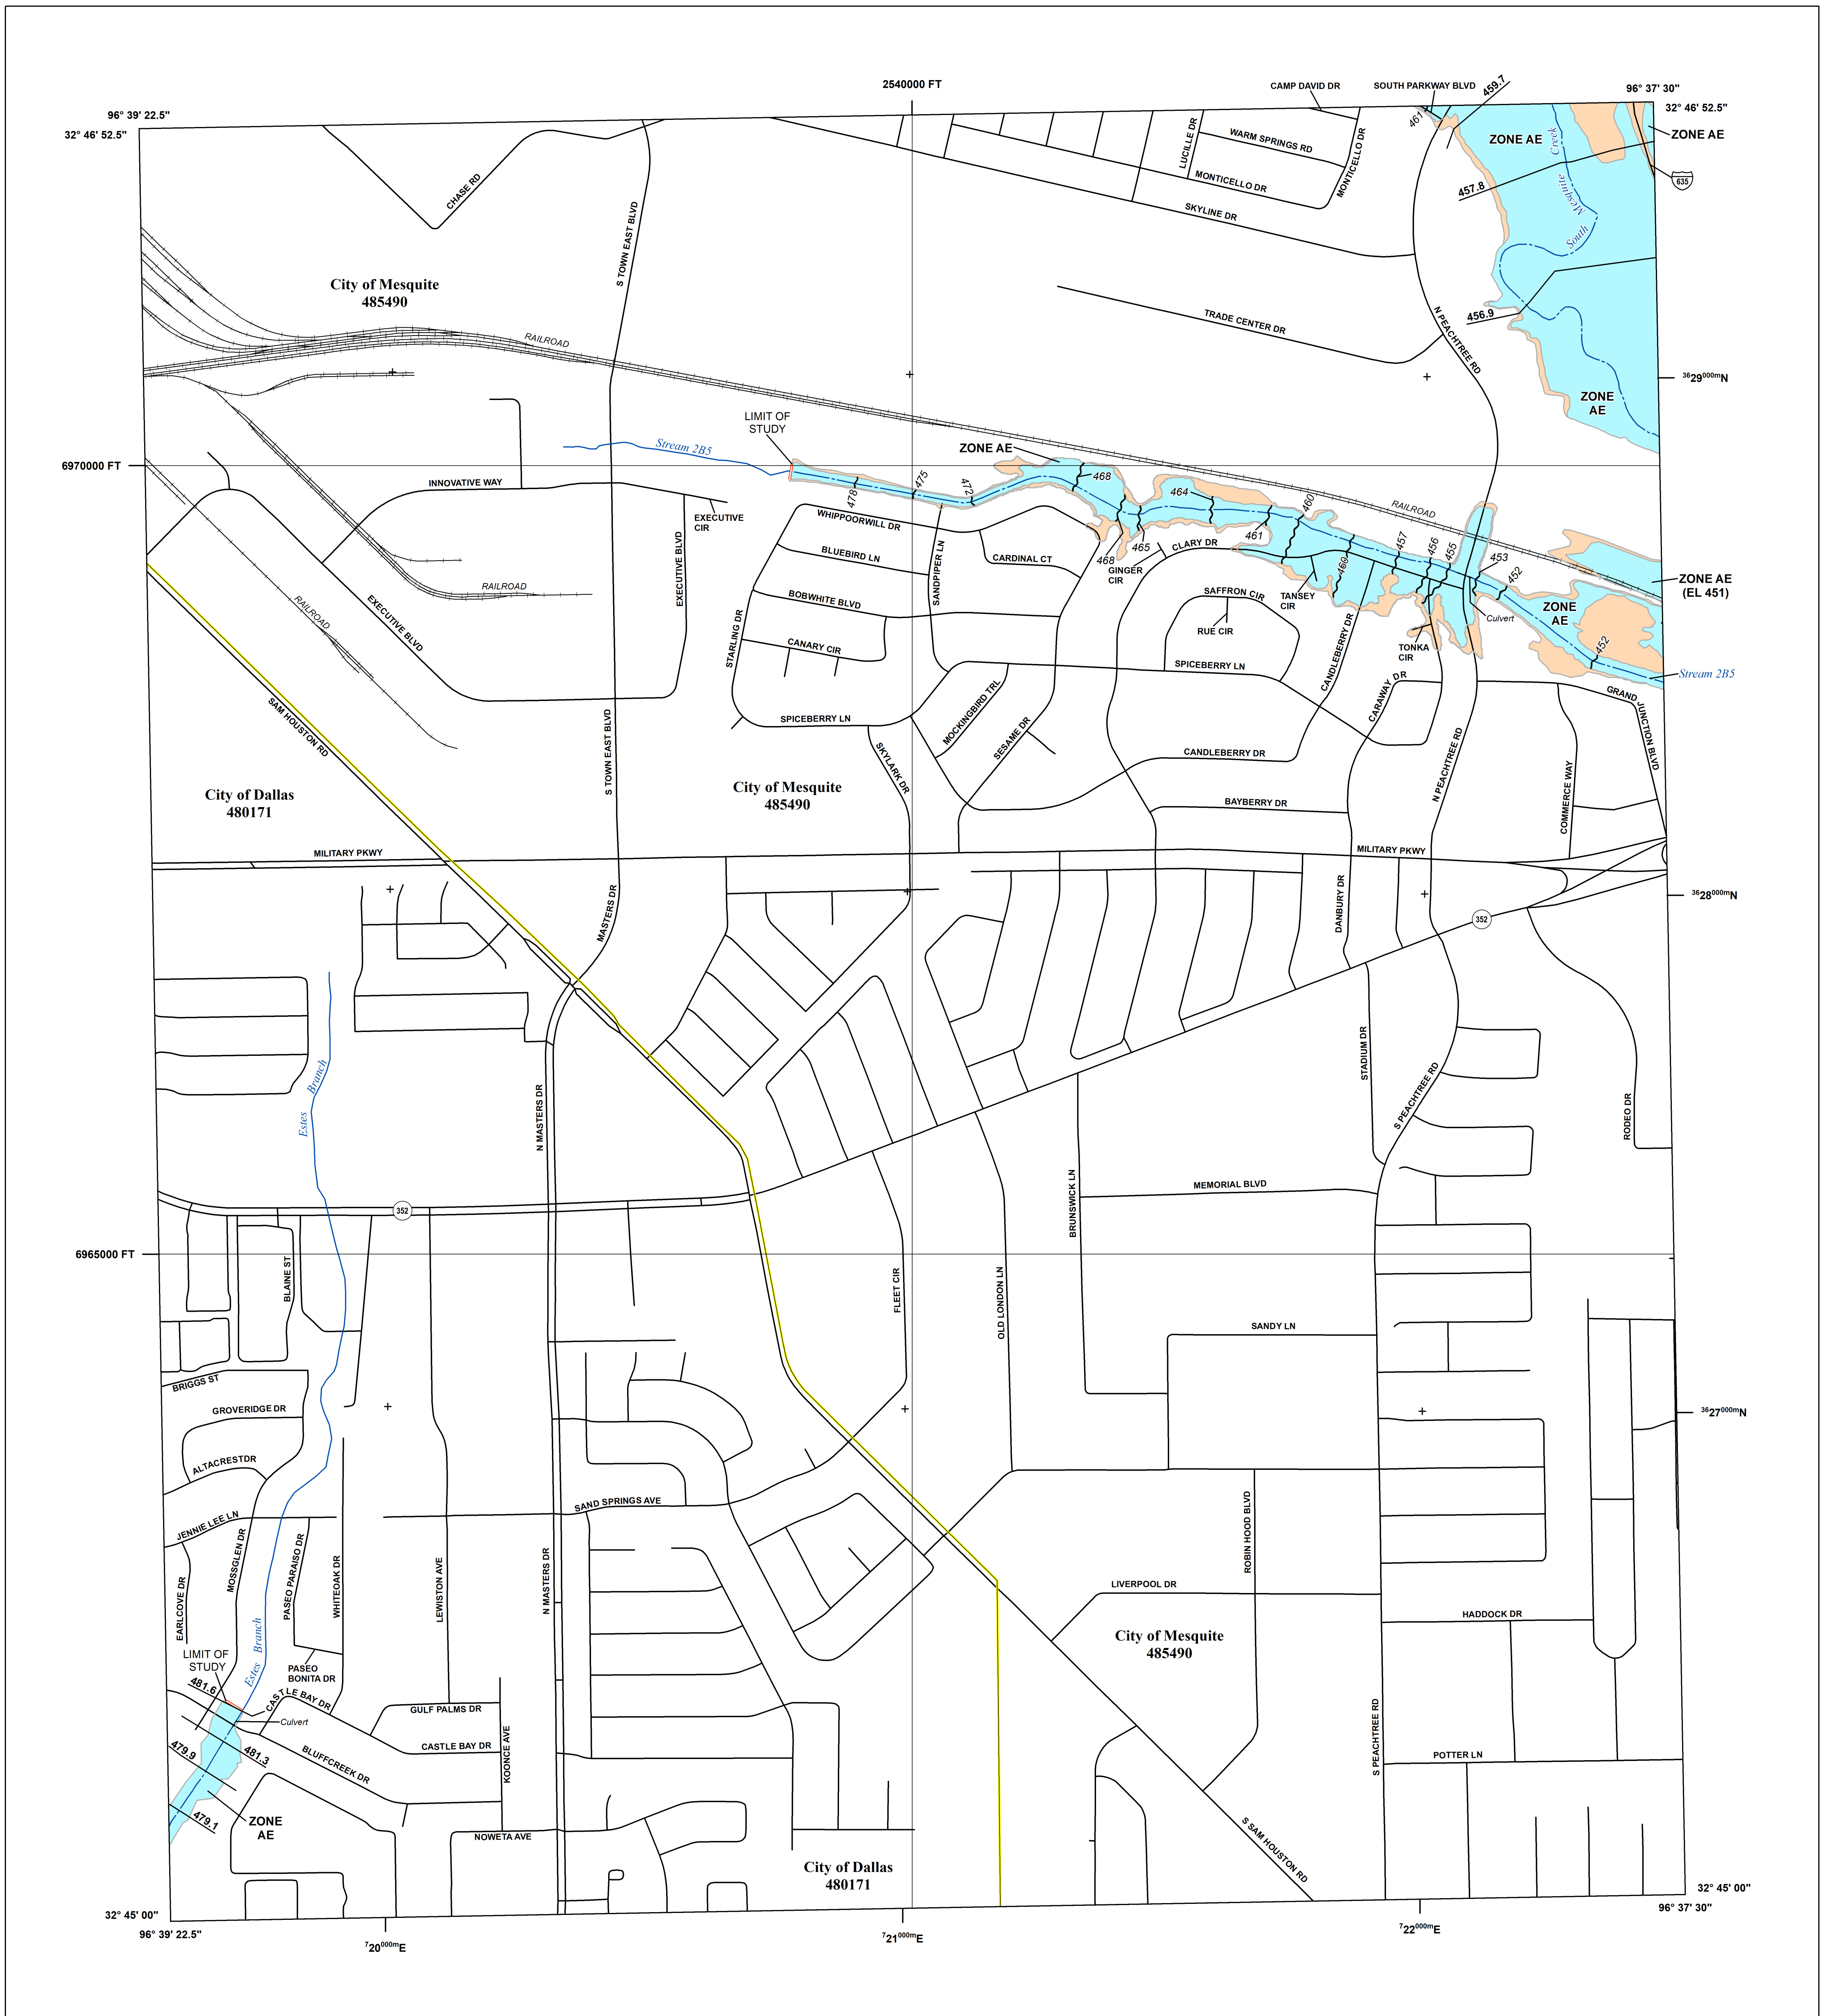 2540000 FT
CAMP DAVID DR
SOUTH PARKWAY BLVD
459.7
96° 37' 30"
96° 39' 22.5"
32° 46' 52.5"
32° 46' 52.5"
461
ZONE AE
Creek
ZONE AE
LUCILLE DR
WARM SPRINGS RD
MONTICELLO DR
MONTICELLO DR
635
CHASE RD
457.8
Mesquite
South
SKYLINE DR
S TOWN EAST BLVD
City of Mesquite
485490
456.9
TRADE CENTER DR
N PEACHTREE RD
RAILROAD
3629000mN
ZONE
AE
LIMIT OF
STUDY
Stream 2B5
ZONE AE
6970000 FT
INNOVATIVE WAY
478
475
472
468
464
460
RAILROAD
EXECUTIVE
CIR
WHIPPOORWILL DR
461
468
465
CLARY DR
457
456
455
453
EXECUTIVE BLVD
BLUEBIRD LN
SANDPIPER LN
CARDINAL CT
GINGER
CIR
460
452
ZONE AE
(EL 451)
RAILROAD
RAILROAD
EXECUTIVE BLVD
BOBWHITE BLVD
SAFFRON CIR
TANSEY
CIR
ZONE
AE
Culvert
STARLING DR
CANARY CIR
RUE CIR
CANDLEBERRY DR
TONKA
CIR
452
SPICEBERRY LN
Stream 2B5
SAM HOUSTON RD
S TOWN EAST BLVD
SPICEBERRY LN
MOCKINGBIRD TRL
SESAME DR
CARAWAY DR
GRAND
JUNCTION BLVD
SKYLARK DR
CANDLEBERRY DR
N PEACHTREE RD
City of Dallas
480171
City of Mesquite
485490
BAYBERRY DR
COMMERCE WAY
MILITARY PKWY
MILITARY PKWY
MASTERS DR
DANBURY DR
3628000mN
352
Estes Branch
N MASTERS DR
STADIUM DR
S PEACHTREE RD
RODEO DR
BRUNSWICK LN
MEMORIAL BLVD
352
6965000 FT
BLAINE ST
FLEET CIR
OLD LONDON LN
SANDY LN
BRIGGS ST
GROVERIDGE DR
3627000mN
ALTACRESTDR
SAND SPRINGS AVE
JENNIE LEE LN
MOSSGLEN DR
PASEO PARAISO DR
WHITEOAK DR
LEWISTON AVE
N MASTERS DR
ROBIN HOOD BLVD
EARLCOVE DR
LIVERPOOL DR
HADDOCK DR
Estes Branch
City of Mesquite
485490
LIMIT OF
STUDY
PASEO
BONITA DR
481.6
CASTLE BAY DR
Culvert
GULF PALMS DR
S PEACHTREE RD
479.9
481.3
BLUFFCREEK DR
CASTLE BAY DR
KOONCE AVE
POTTER LN
479.1
ZONE
AE
NOWETA AVE
S SAM HOUSTON RD
City of Dallas
480171
32° 45' 00"
32° 45' 00"
96° 39' 22.5"
96° 37' 30"
720000mE
721000mE
722000mE